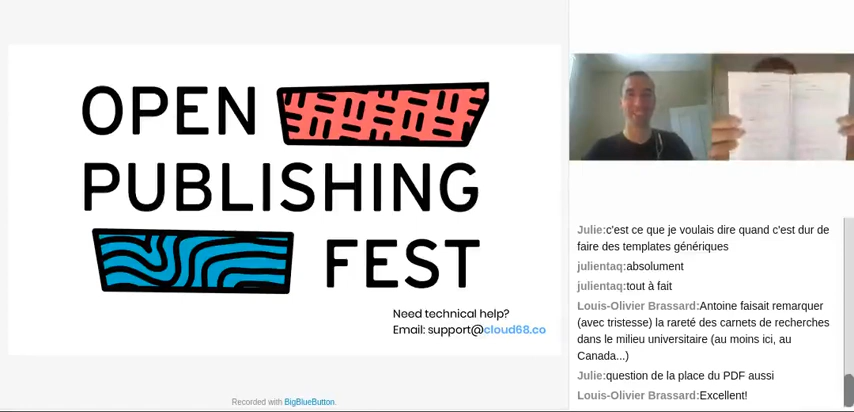 OPEN
PUBLISHING
FEST
Need technical help?
Email: support@cloud68.co
Recorded with BigBlueButton.
Julie:c'est ce que je voulais dire quand c'est dur de
faire des templates génériques
julientaq:absolument
julientaq:tout à fait
Louis-Olivier Brassard:Antoine faisait remarquer
(avec tristesse) la rareté des carnets de recherches
dans le milieu universitaire (au moins ici, au
Canada...)
Julie:question de la place du PDF aussi
Louis-Olivier Brassard:Excellent!